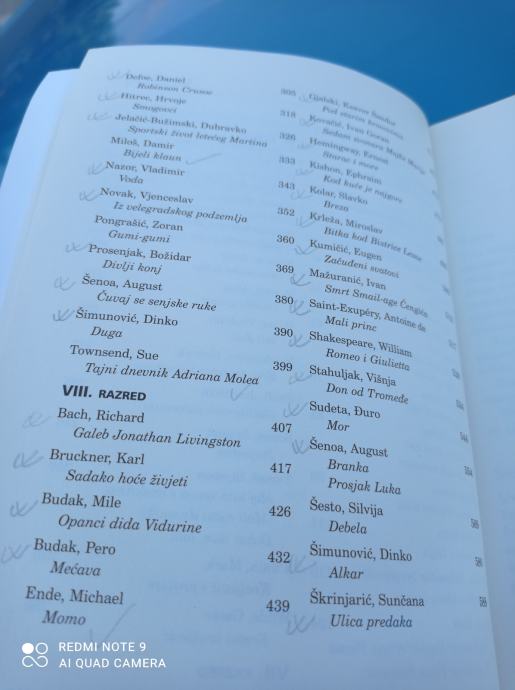 Defoe, Daniel
Robinson Crusoe
Hitrec, Hrvoje
Smogovci
Jelačić-Bužimski, Dubravko
Sportski život letećeg Martina
Miloš, Damir
Bijeli klaun
Nazor, Vladimir
Voda
Novak, Vjenceslav
Iz velegradskog podzemlja
Pongrašić, Zoran
Gumi-gumi
Prosenjak, Božidar
Divlji konj
Šenoa, August
Čuvaj se senjske ruke
Šimunović, Dinko
Duga
Townsend, Sue
Tajni dnevnik Adriana Molea
VIII. RAZRED
Bach, Richard
Galeb Jonathan Livingston
Bruckner, Karl
Sadako hoće živjeti
Budak, Mile
Opanci dida Vidurine
Budak, Pero
Mećava
Ende, Michael
Momo
305
318
326
333
343
352
360
369
380
390
399
407
417
426
432
439
Gjalski, Ksaver Šandor
Pod starim krovovima
Kovačić, Ivan Goran
Hemingway, Ernest
Starac i more
Kishon, Ephraim
Kod kuće je najgore
Kolar, Slavko
Breza
Krleža, Miroslav
Bitka kod Bistrice Lesne
Kumičić, Eugen
Začuđeni svatovi
Mažuranić, Ivan
Smrt Smail-age Čengića
Saint-Exupéry, Antoine de
Mali princ
Shakespeare, William
Romeo i Giulietta
Stahuljak, Višnja
Don od Tromeđe
Sudeta, Đuro
Mor
Šenoa, August
Branka
Prosjak Luka
Šesto, Silvija
Debela
Šimunović, Dinko
Alkar
Škrinjarić, Sunčana
Ulica predaka
REDMI NOTE 9
AI QUAD CAMERA